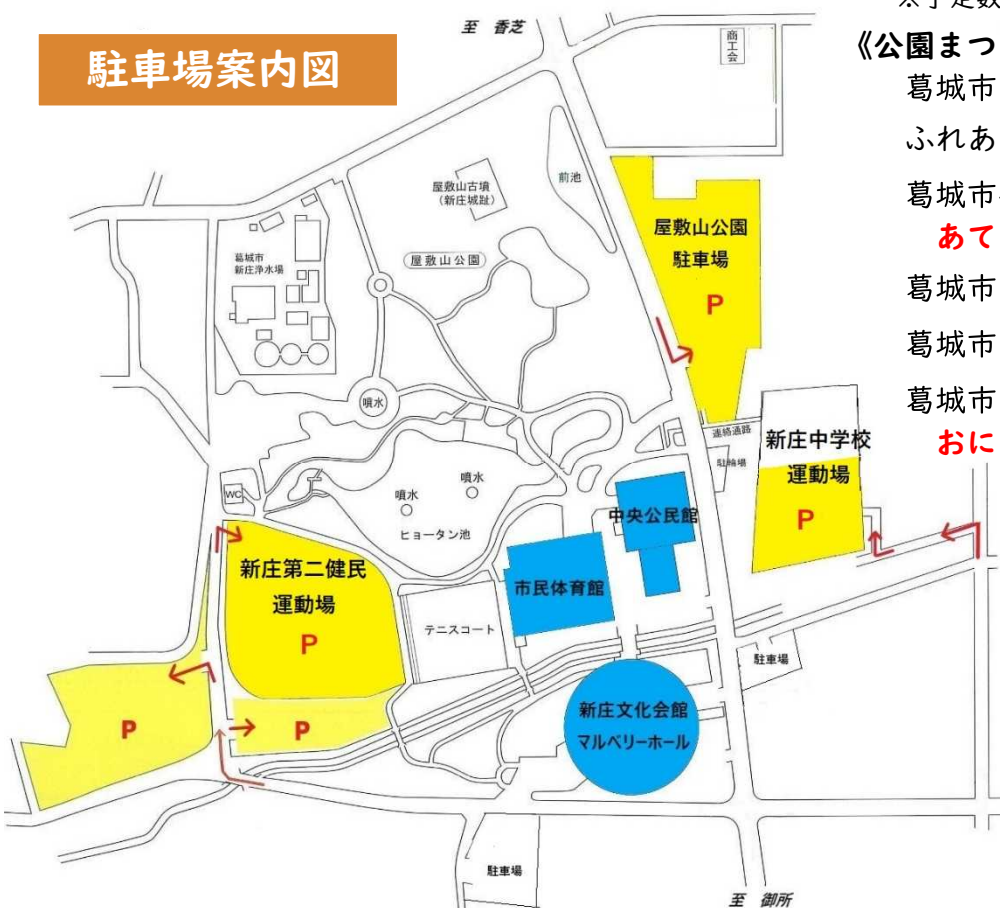 ※予定数
至 香芝
商工会
駐車場案内図
《公園まつ
葛城市
ふれあ
葛城市
あて
葛城市
葛城市
葛城市
おに
前池
屋敷山古墳
(新庄城趾)
屋敷山公園
駐車場
P
屋敷山公園
葛城市
新庄浄水場
噴水
連絡通路
駐輪場
新庄中学校
運動場
P
WC
噴水
噴水
ヒョータン池
中央公民館
新庄第二健民
運動場
P
市民体育館
テニスコート
駐車場
P
P
新庄文化会館
マルベリーホール
駐車場
至 御所